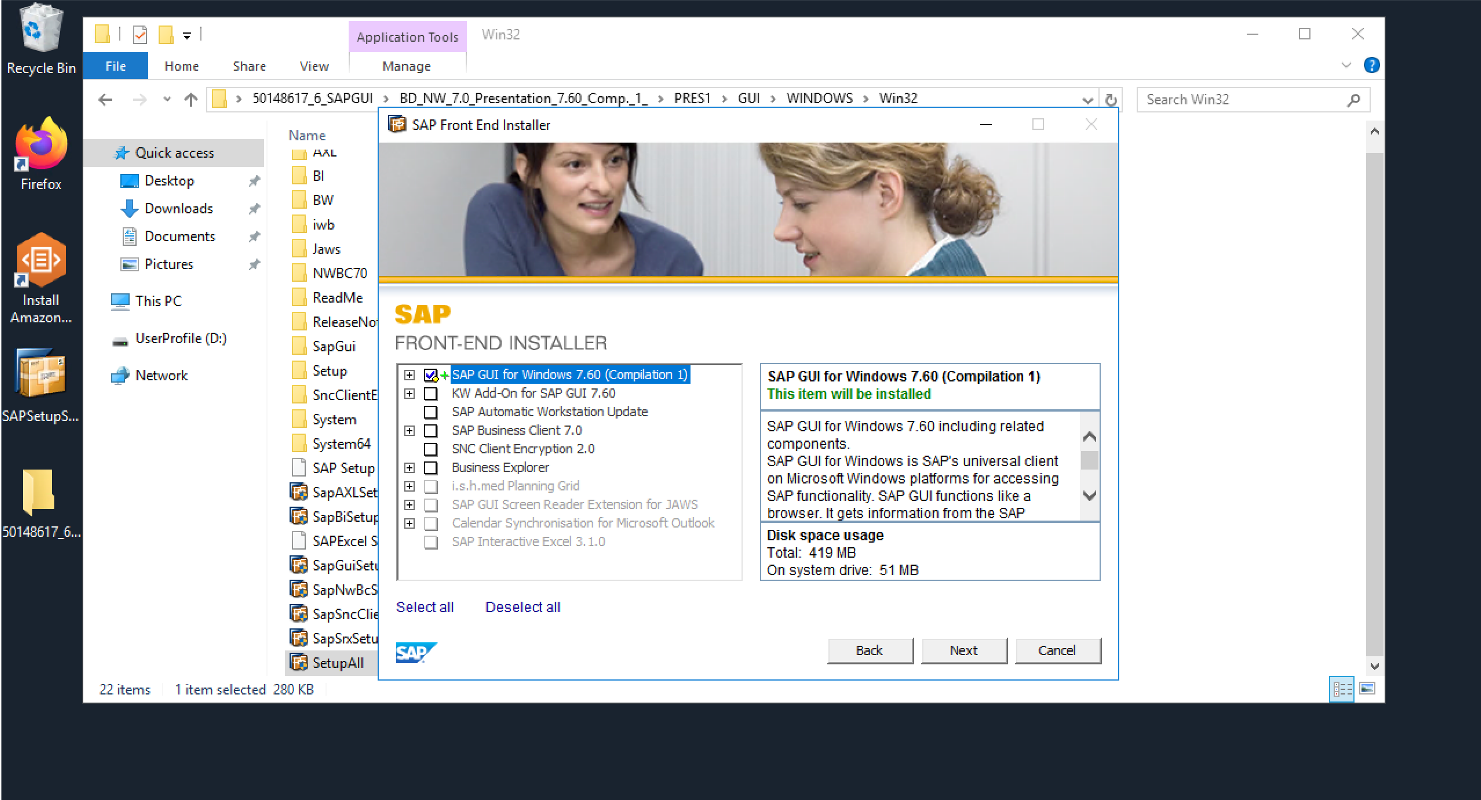 Recycle Bin
Firefox
Install
Amazon...
SAPSetupS...
50148617_6...
Application Tools
Win32
File
Home
Share
View
Manage
50148617_6_SAPGUI
BD_NW_7.0_Presentation_7.60_Comp._1_
PRES1
GUI
WINDOWS
Win32
Search Win32
Quick access
Desktop
Downloads
Documents
Pictures
This PC
UserProfile (D:)
Network
Name
AXL
BI
BW
iwb
Jaws
NWBC70
ReadMe
ReleaseNot
SapGui
Setup
SncClientE
System
System64
SAP Setup
SapAXLSet
SapBiSetup
SAPExcel S
SapGuiSetu
SapNwBcS
SapSncClie
SapSrxSetu
SetupAll
22 items
1 item selected 280 KB
SAP Front End Installer
SAP
FRONT-END INSTALLER
SAP GUI for Windows 7.60 (Compilation 1)
KW Add-On for SAP GUI 7.60
SAP Automatic Workstation Update
SAP Business Client 7.0
SNC Client Encryption 2.0
Business Explorer
i.s.h.med Planning Grid
SAP GUI Screen Reader Extension for JAWS
Calendar Synchronisation for Microsoft Outlook
SAP Interactive Excel 3.1.0
SAP GUI for Windows 7.60 (Compilation 1)
This item will be installed
SAP GUI for Windows 7.60 including related
components.
SAP GUI for Windows is SAP's universal client
on Microsoft Windows platforms for accessing
SAP functionality. SAP GUI functions like a
browser. It gets information from the SAP
Disk space usage
Total: 419 MB
On system drive: 51 MB
Select all
Deselect all
SAP
Back
Next
Cancel